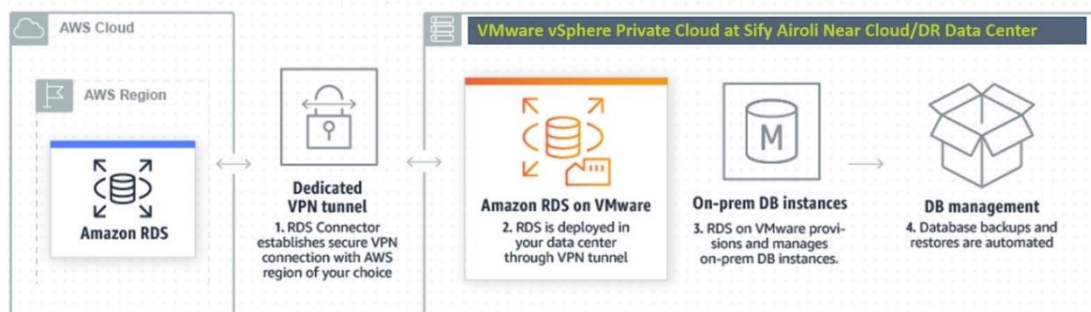 AWS Cloud
VMware vSphere Private Cloud at Sify Airoli Near Cloud/DR Data Center
AWS Region
Amazon RDS
Dedicated
VPN tunnel
1. RDS Connector
establishes secure VPN
connection with AWS
region of your choice
Amazon RDS on VMware
2. RDS is deployed in
your data center
through VPN tunnel
M
On-prem DB instances
3. RDS on VMware provi-
sions and manages
on-prem DB instances.
DB management
4. Database backups and
restores are automated